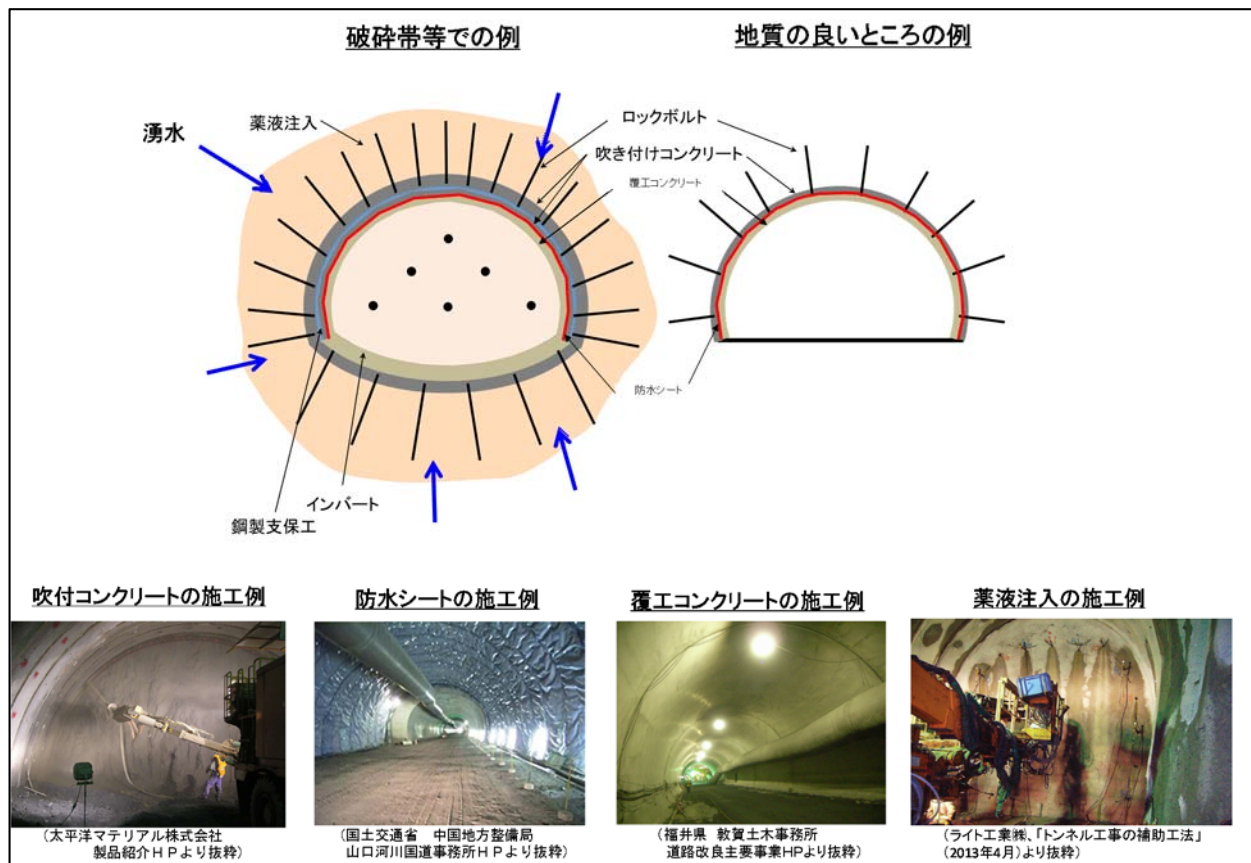 破砕帯等での例
地質の良いところの例
薬液注入
湧水
ロックボルト
吹き付けコンクリート
覆工コンクリート
防水シート
インバート
鋼製支保工
吹付コンクリートの施工例
防水シートの施工例
覆工コンクリートの施工例
薬液注入の施工例
(太平洋マテリアル株式会社
製品紹介HPより抜粋)
(国土交通省 中国地方整備局
山口河川国道事務所HPより抜粋)
(福井県 敦賀土木事務所
道路改良主要事業HPより抜粋)
(ライト工業㈱、「トンネル工事の補助工法」
(2013年4月)より抜粋)